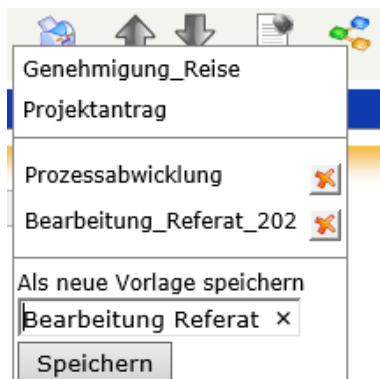 Genehmigung_Reise
Projektantrag
Prozessabwicklung
Bearbeitung_Referat_202
Als neue Vorlage speichern
Bearbeitung Referat ×
Speichern